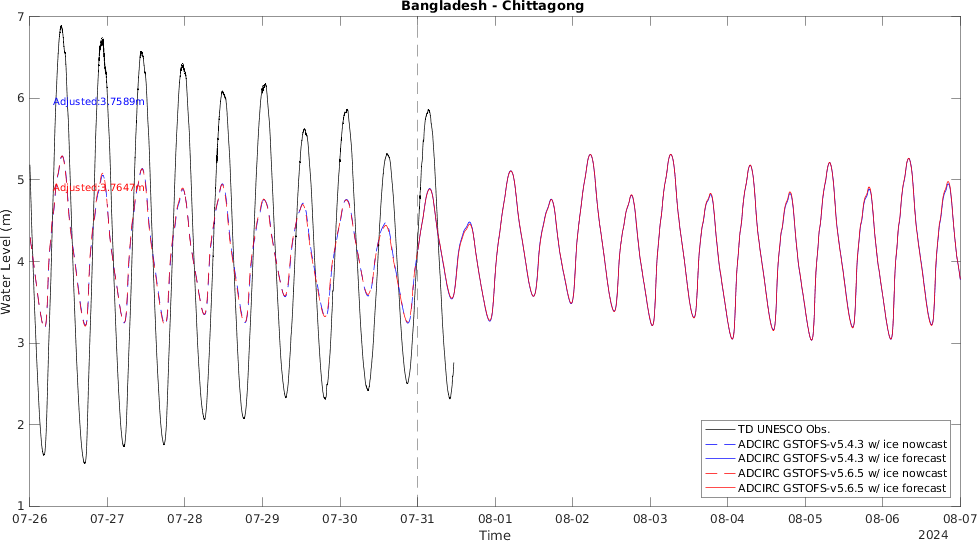 Bangladesh - Chittagong
7
6
5
4
3
2
1
Water Level (m)
Adjusted:3.7589m
Adjusted:3.7647m
TD UNESCO Obs.
ADCIRC GSTOFS-v5.4.3 w/ ice nowcast
ADCIRC GSTOFS-v5.4.3 w/ ice forecast
ADCIRC GSTOFS-v5.6.5 w/ ice nowcast
ADCIRC GSTOFS-v5.6.5 w/ ice forecast
07-26 07-27 07-28 07-29 07-30 07-31 08-01 08-02 08-03 08-04 08-05 08-06 08-07
Time
2024